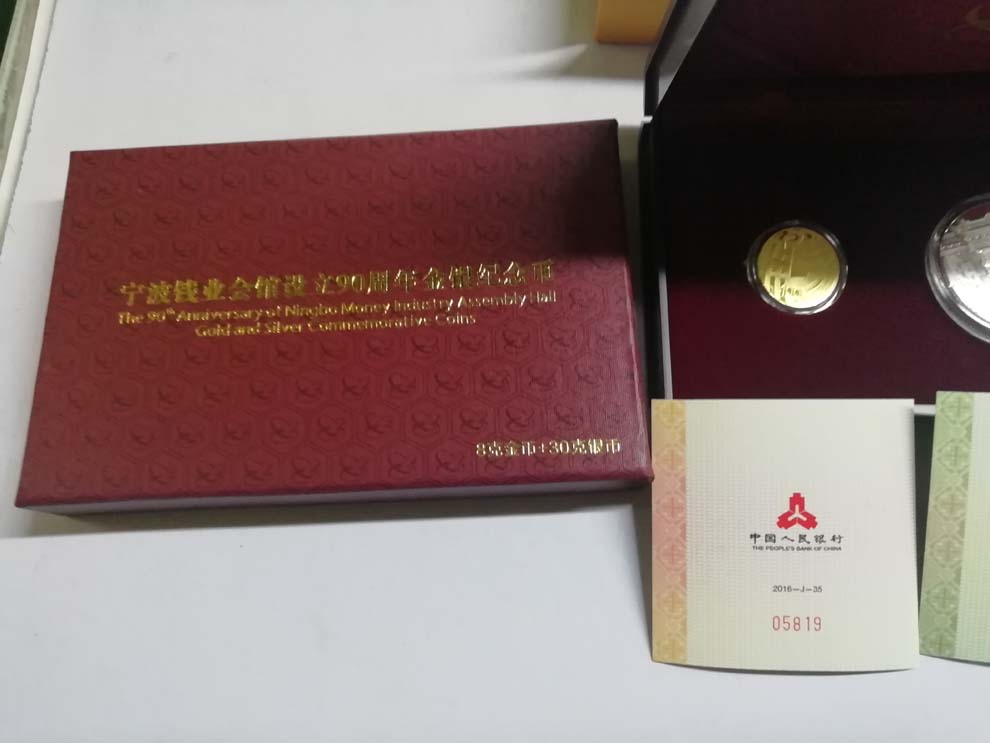 宁波钱业会馆设立90周年金银纪念币
The 90th Anniversary of Ningbo Money Industry Assembly Hall
Gold and Silver Commemorative Coins
8克金币+30克银币
中国人民银行
THE PEOPLE'S BANK OF CHINA
2016-J-35
05819